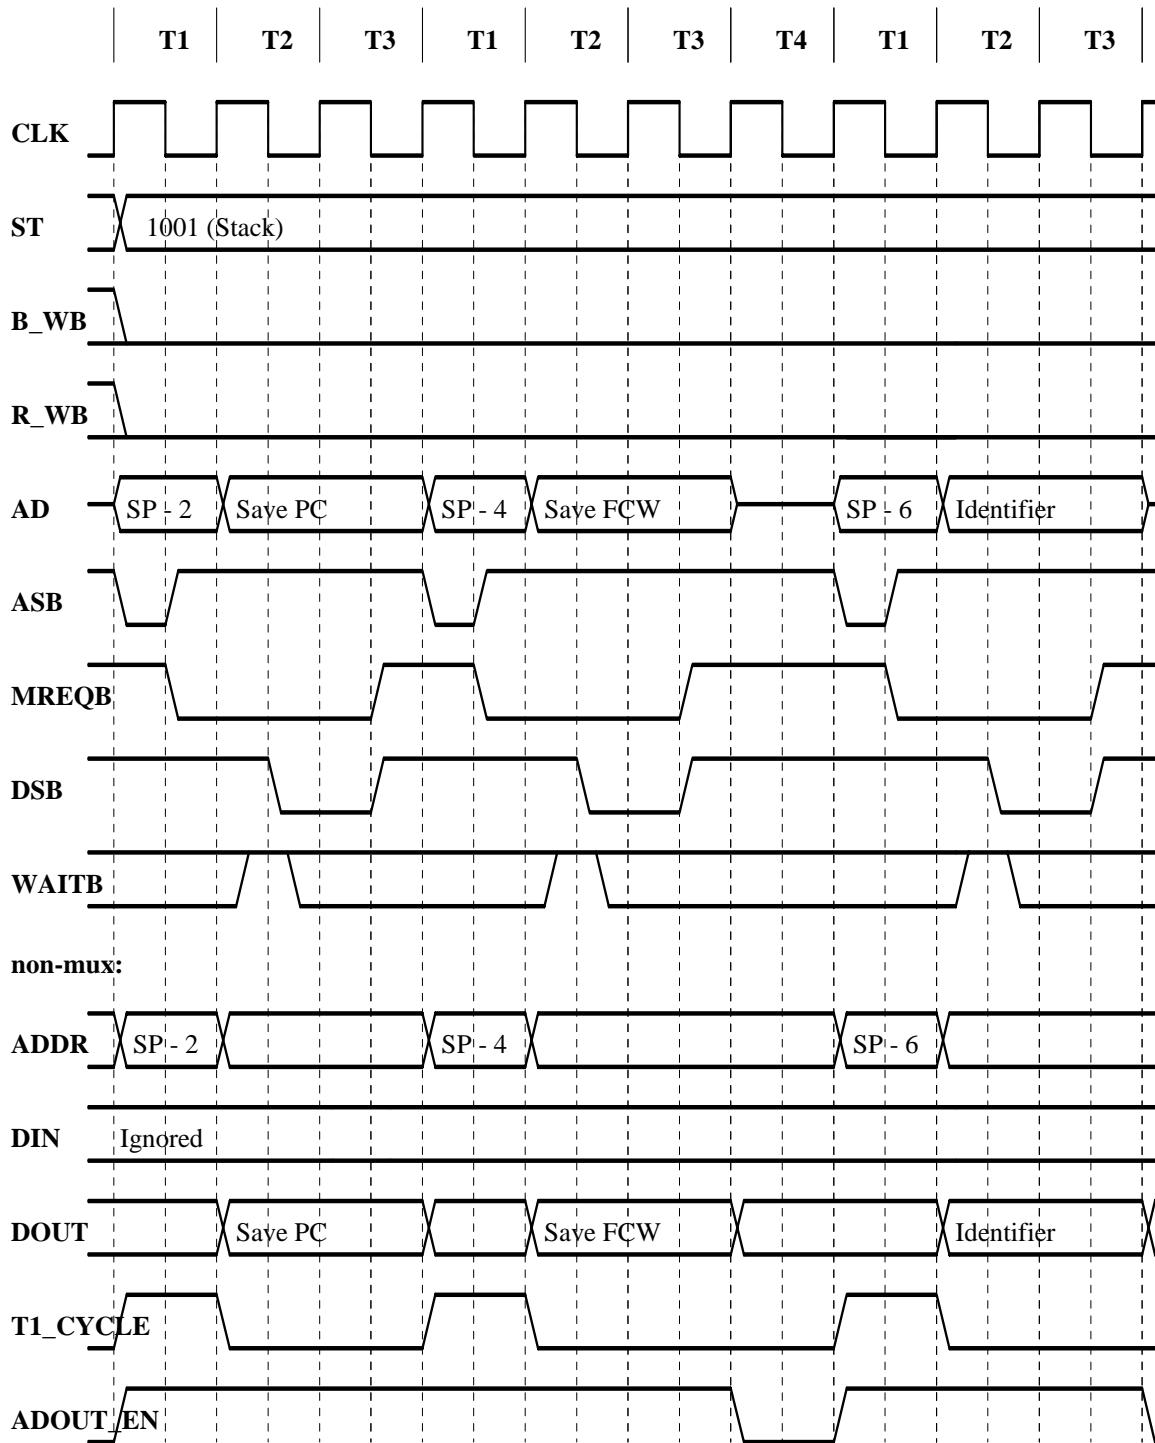 T1 T2 T3 T1 T2 T3 T4 T1 T2 T3
CLK
ST 1001 (Stack)
B_WB
R_WB
AD SP - 2 Save PC SP - 4 Save FCW SP - 6 Identifier
ASB
MREQB
DSB
WAITB
non-mux:
ADDR SP - 2 SP - 4 SP - 6
DIN Ignored
DOUT Save PC Save FCW Identifier
T1_CYCLE
ADOUT_EN